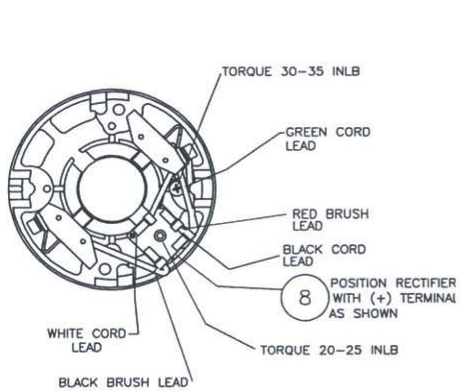 TORQUE 30-35 INLB
GREEN CORD
LEAD
RED BRUSH
LEAD
BLACK CORD
LEAD
8
POSITION RECTIFIER
WITH (+) TERMINAL
AS SHOWN
WHITE CORD
LEAD
TORQUE 20-25 INLB
BLACK BRUSH LEAD